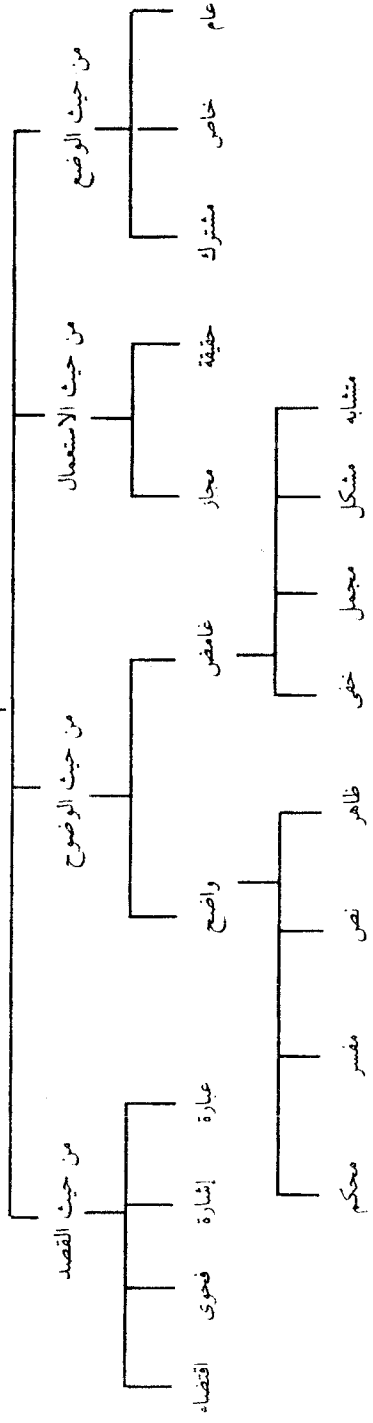 من حيث الوضع
عام
خاص
مشترك
من حيث الاستعمال
حقيقة
مجاز
من حيث الوضوح
غامض
متشابه
مشكل
مجمل
خفى
واضح
ظاهر
نص
مفسر
محكم
من حيث القصد
عبارة
إشارة
فحوى
اقتضاء